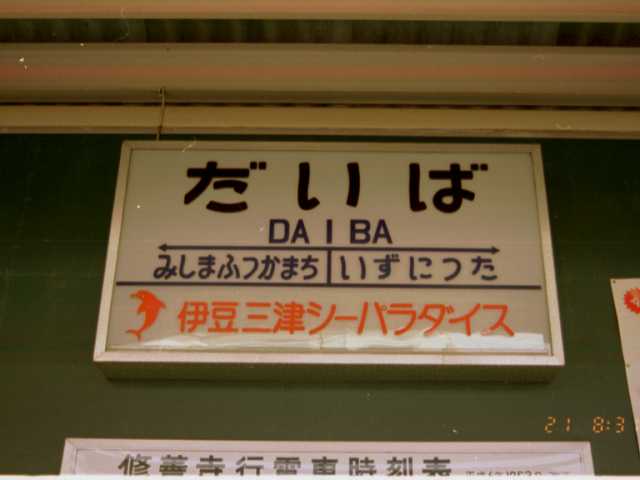 だいば
DAIBA
みしまふつかまち いずにった
伊豆三津シーパラダイス
21 8:3
修善寺行電車時刻表